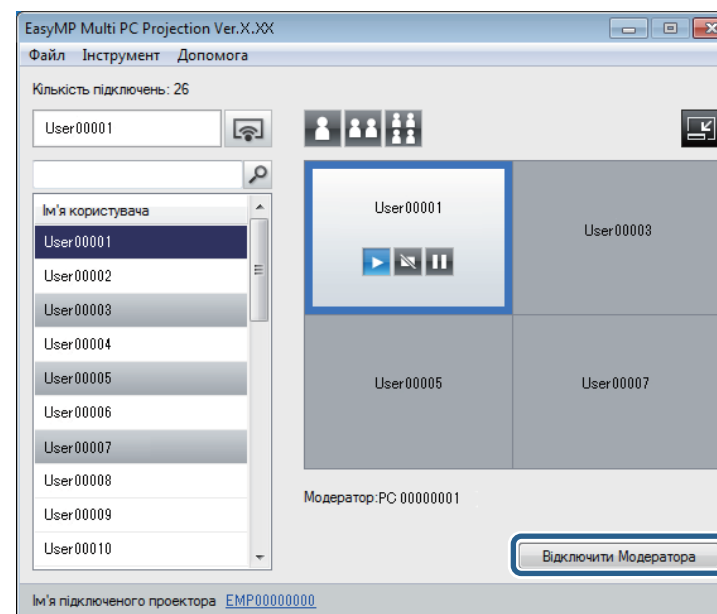 EasyMP Multi PC Projection Ver.X.XX
Файл Інструмент Допомога
Кількість підключень: 26
User00001
Ім'я користувача
User00001
User00002
User00003
User00004
User00005
User00006
User00007
User00008
User00009
User00010
User00001
User00003
User00005
User00007
Модератор:PC 00000001
Відключити Модератора
Ім'я підключеного проектора EMP00000000